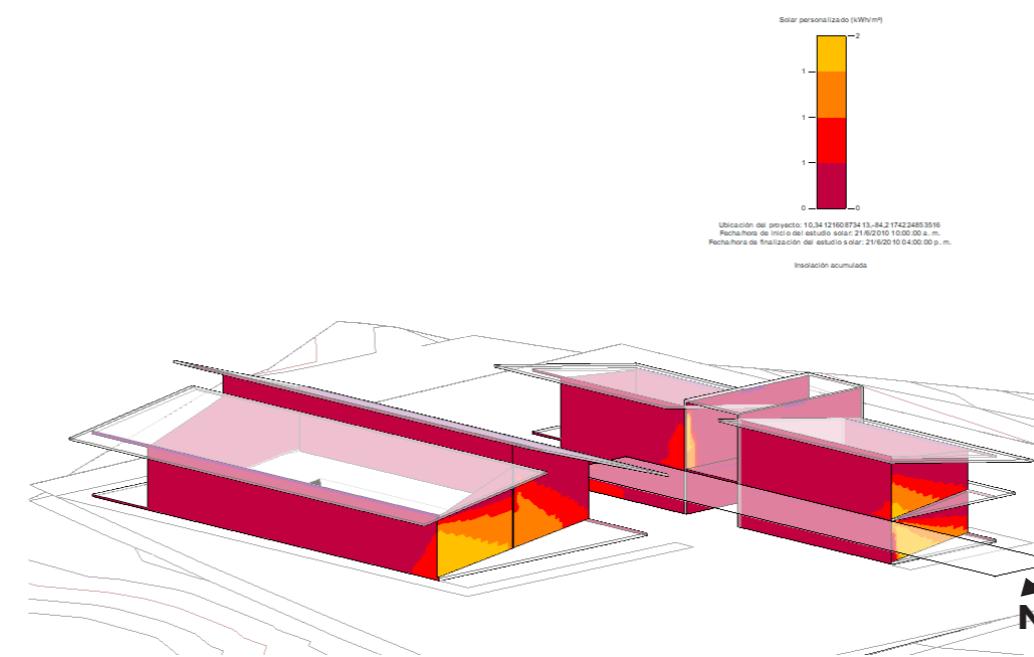 Solar personalizado (kWh/m²)
2
1
1
1
0
0
Ubicación del proyecto: 10,3412160873413,-84,2174224853516
Fecha/hora de inicio del estudio solar: 21/6/2010 10:00:00 a. m.
Fecha/hora de finalización del estudio solar: 21/6/2010 04:00:00 p. m.
Insolación acumulada
N